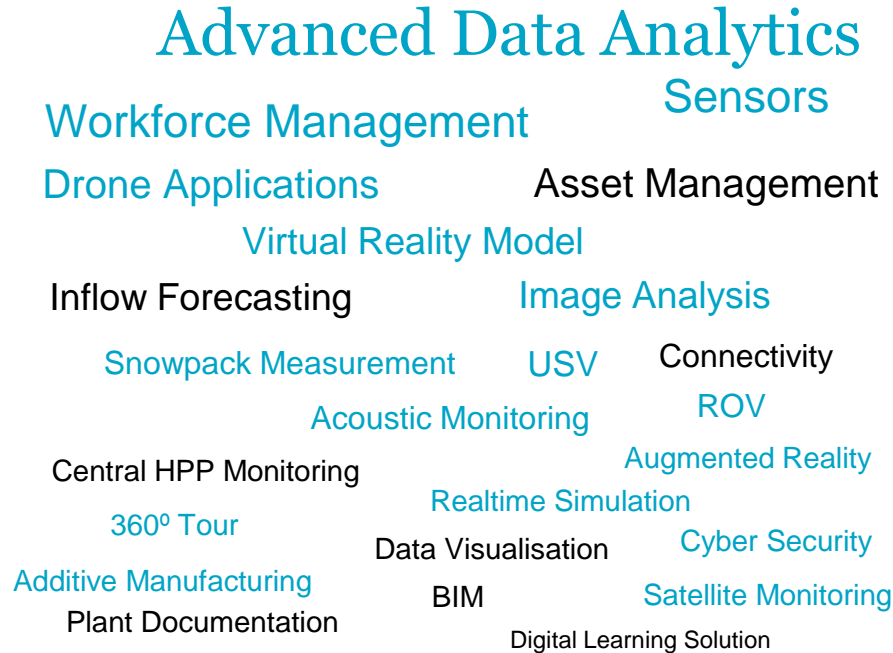 Advanced Data Analytics
Sensors
Workforce Management
Drone Applications
Asset Management
Virtual Reality Model
Inflow Forecasting
Image Analysis
Snowpack Measurement
USV
Connectivity
Acoustic Monitoring
ROV
Central HPP Monitoring
Augmented Reality
Realtime Simulation
360º Tour
Data Visualisation
Cyber Security
Additive Manufacturing
BIM
Satellite Monitoring
Plant Documentation
Digital Learning Solution